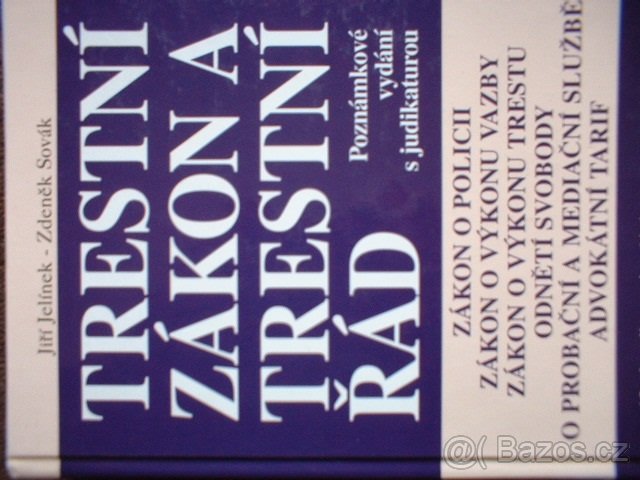 Jiří Jelínek - Zdeněk Sovák
TRESTNÍ
ZÁKON A
TRESTNÍ
ŘÁD
Poznámkové
vydání
s judikaturou
ZÁKON O POLICII
ZÁKON O VÝKONU VAZBY
ZÁKON O VÝKONU TRESTU
ODNĚTÍ SVOBODY
O PROBAČNÍ A MEDIAČNÍ SLUŽBĚ
ADVOKÁTNÍ TARIF
@( Bazos.cz